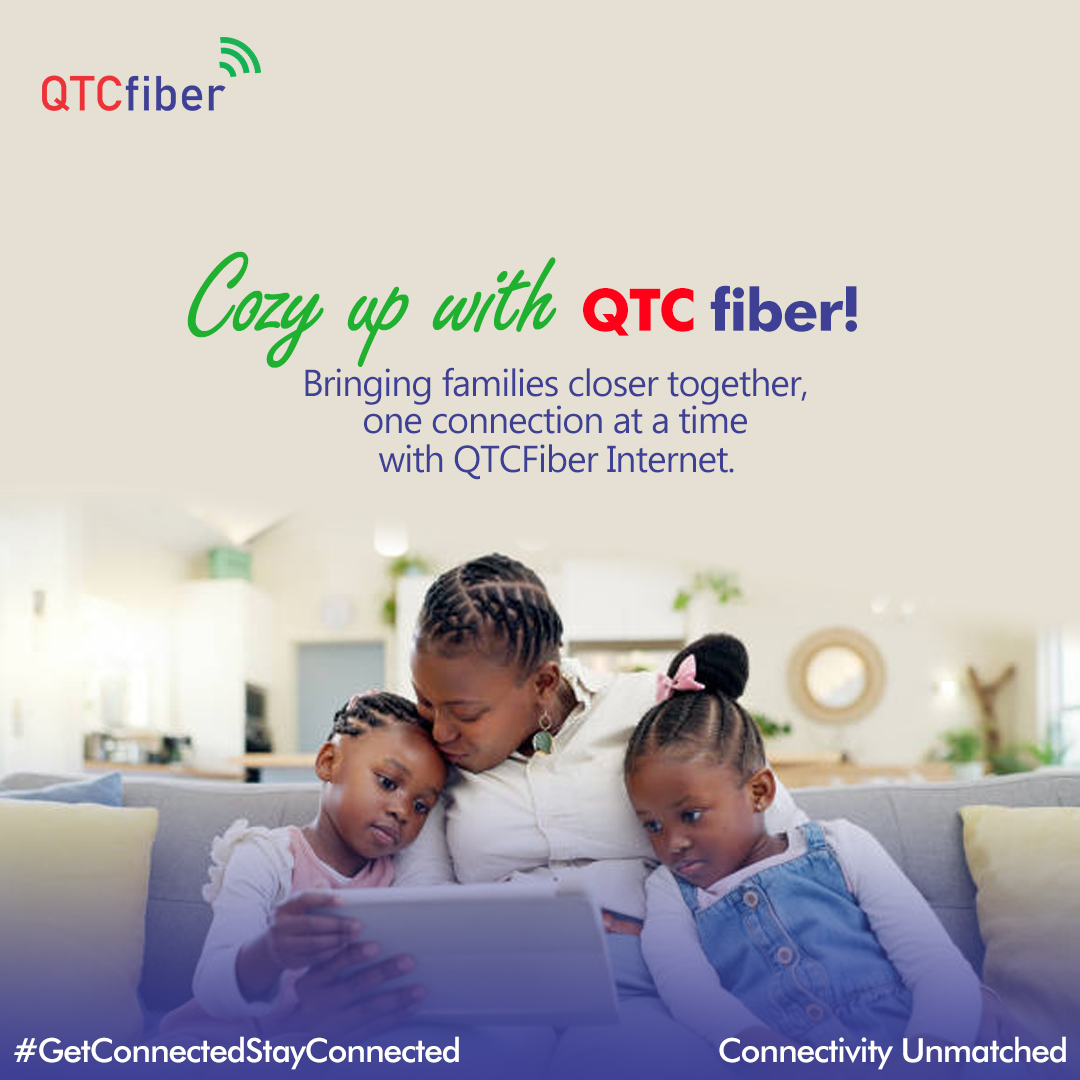 QTCfiber
Cozy up with QTC fiber!
Bringing families closer together,
one connection at a time
with QTCFiber Internet.
#GetConnectedStayConnected
Connectivity Unmatched